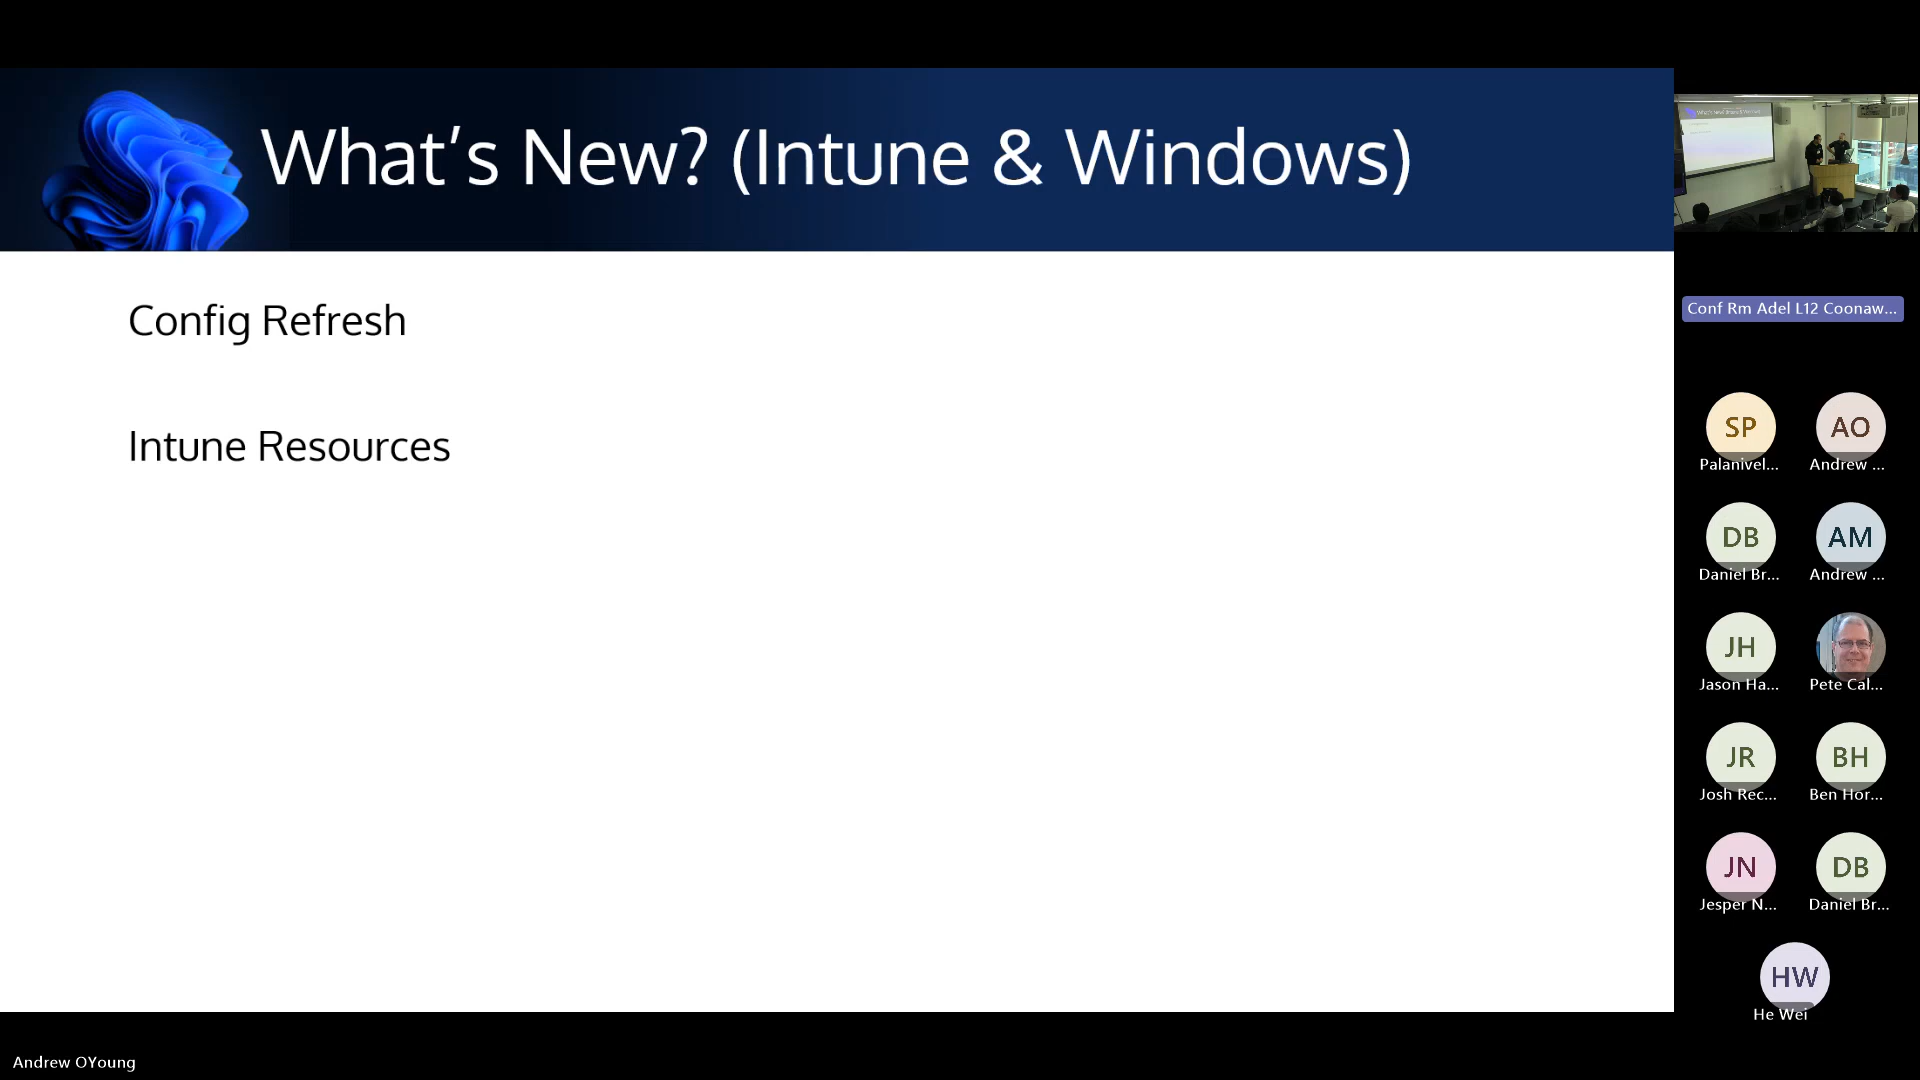 What's New? (Intune & Windows)
Config Refresh
Intune Resources
Conf Rm Adel L12 Coonaw...
SP
Palanivel...
AO
Andrew ...
DB
Daniel Br...
AM
Andrew ...
JH
Jason Ha...
Pete Cal...
JR
Josh Rec...
BH
Ben Hor...
JN
Jesper N...
DB
Daniel Br...
HW
He Wei
Andrew OYoung